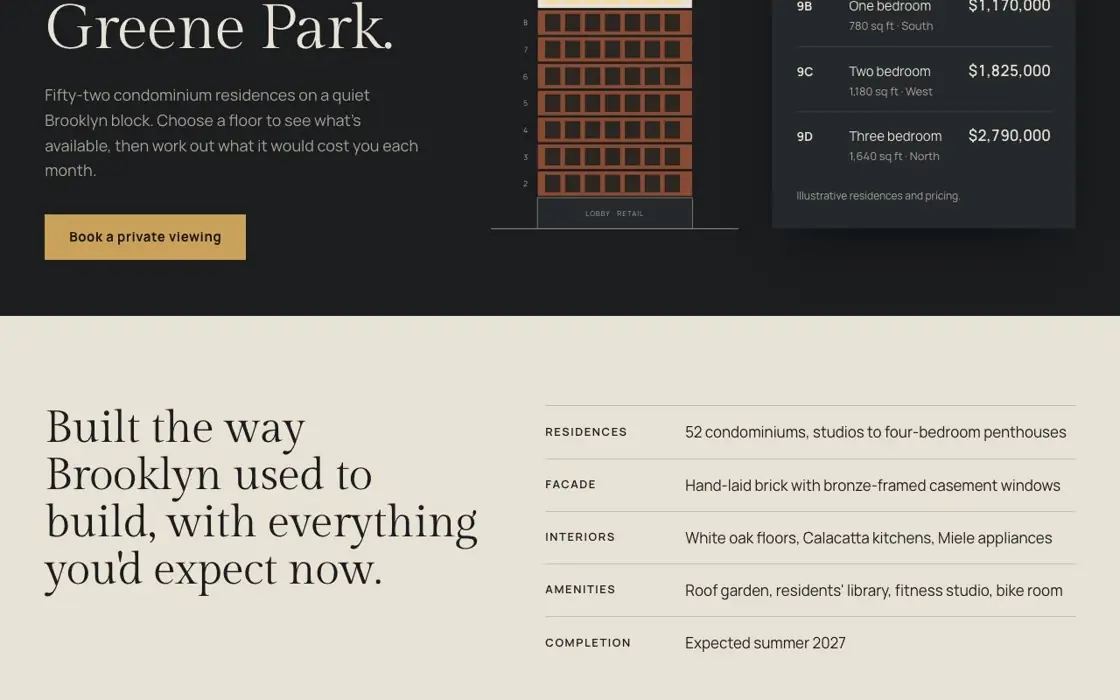 Greene Park.
Fifty-two condominium residences on a quiet
Brooklyn block. Choose a floor to see what's
available, then work out what it would cost you each
month.
Book a private viewing
8
7
6
5
4
3
2
LOBBY · RETAIL
9B One bedroom $1,170,000
780 sq ft · South
9C Two bedroom $1,825,000
1,180 sq ft · West
9D Three bedroom $2,790,000
1,640 sq ft · North
Illustrative residences and pricing.
Built the way
Brooklyn used to
build, with everything
you'd expect now.
RESIDENCES 52 condominiums, studios to four-bedroom penthouses
FACADE Hand-laid brick with bronze-framed casement windows
INTERIORS White oak floors, Calacatta kitchens, Miele appliances
AMENITIES Roof garden, residents' library, fitness studio, bike room
COMPLETION Expected summer 2027